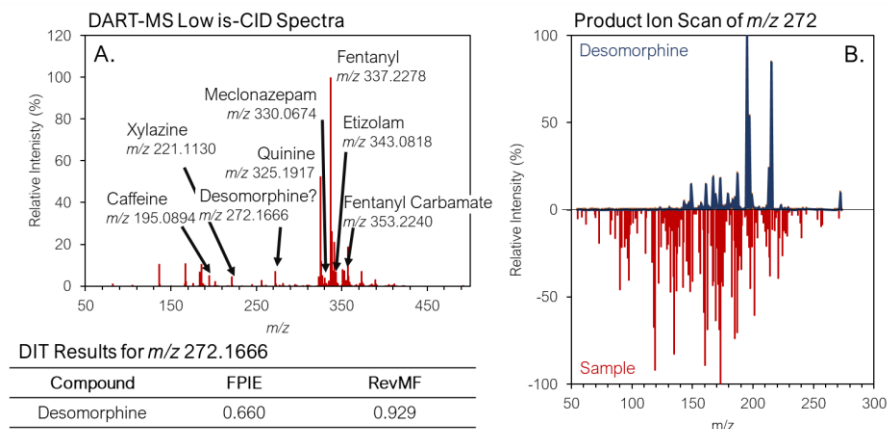 DART-MS Low is-CID Spectra
A.
Relative Intenisty (%)
120
100
80
60
40
20
0
Fentanyl
m/z 337.2278
Meclonazepam
m/z 330.0674
Xylazine
m/z 221.1130
Etizolam
m/z 343.0818
Quinine
m/z 325.1917
Caffeine
m/z 195.0894
Desomorphine?
m/z 272.1666
Fentanyl Carbamate
m/z 353.2240
50 150 250 350 450
m/z
DIT Results for m/z 272.1666
Compound FPIE RevMF
Desomorphine 0.660 0.929
Product Ion Scan of m/z 272
B.
Desomorphine
Relative Intensity (%)
100
50
0
-50
-100
Sample
50 100 150 200 250 300
m/z